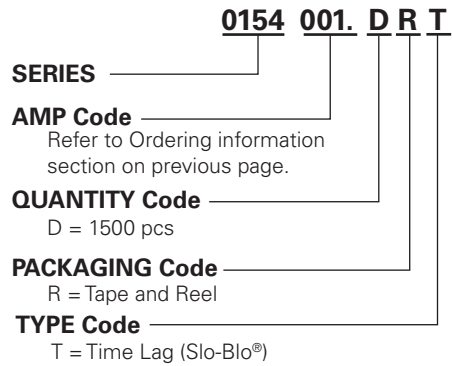 0154 001. D R T
SERIES
AMP Code
Refer to Ordering information
section on previous page.
QUANTITY Code
D = 1500 pcs
PACKAGING Code
R = Tape and Reel
TYPE Code
T = Time Lag (Slo-Blo®)